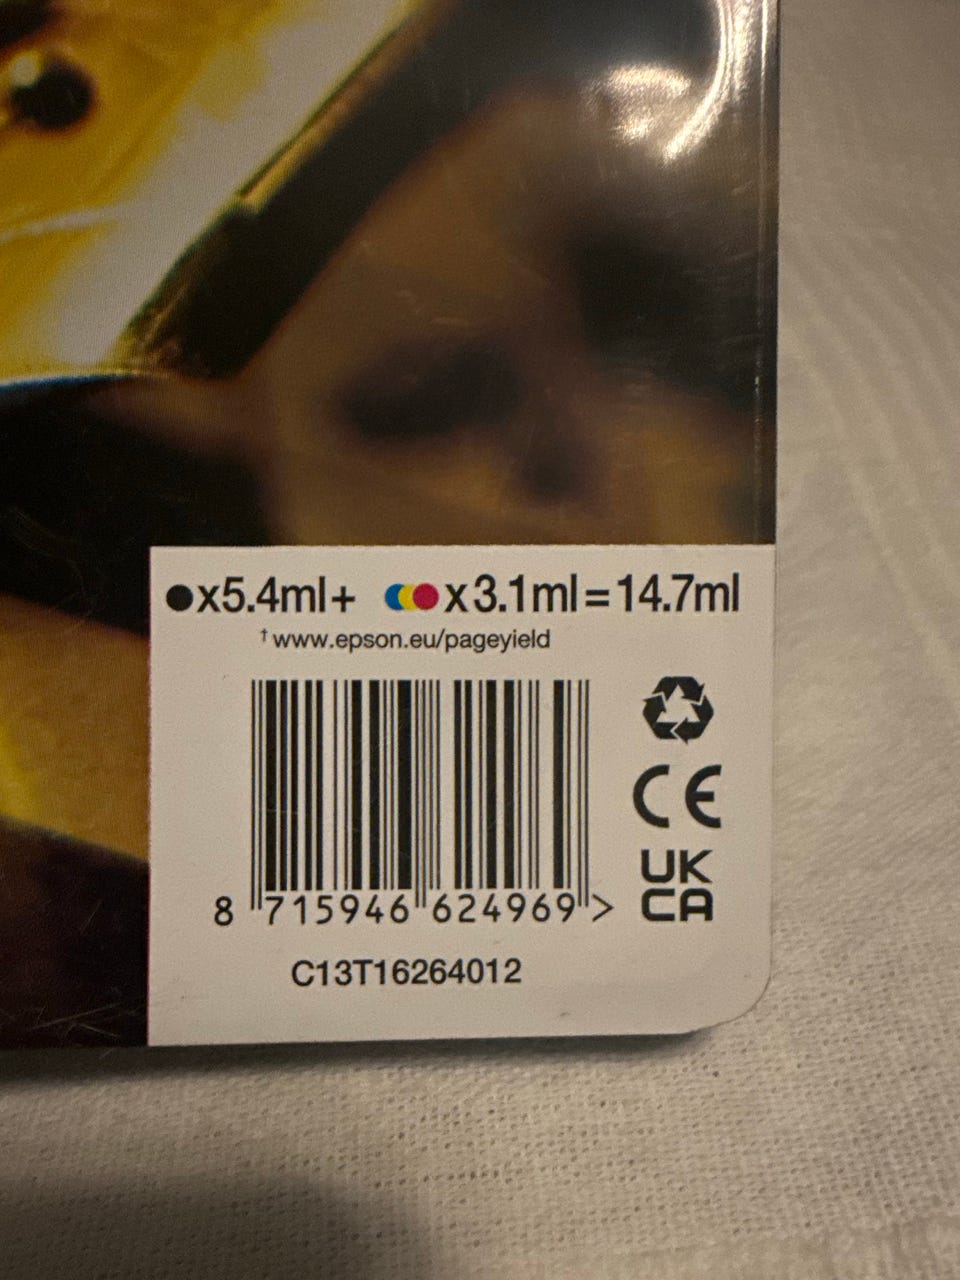 x5.4ml+ x3.1ml=14.7ml
†www.epson.eu/pageyield
CE
UK
CA
8 715946 624969 >
C13T16264012